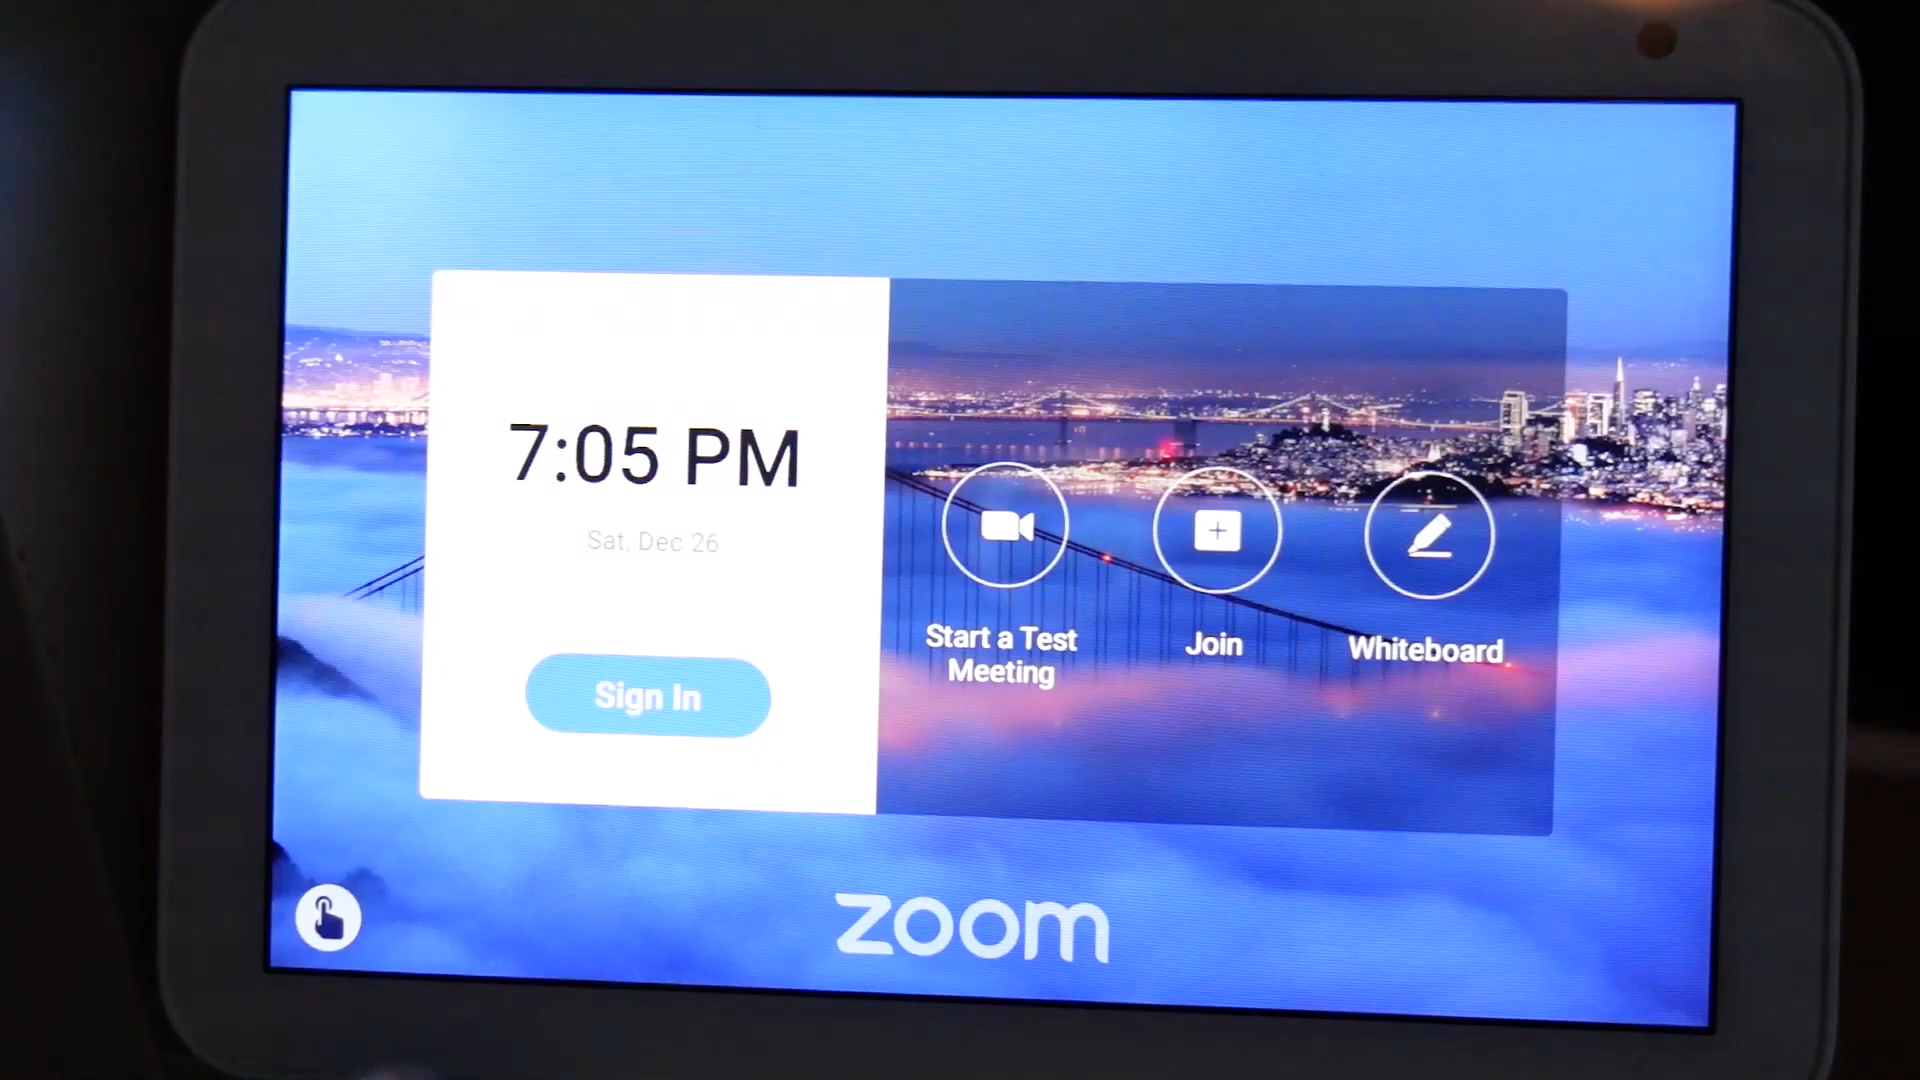 7:05 PM
Sat, Dec 26
Sign In
Start a Test
Meeting
Join
Whiteboard
zoom